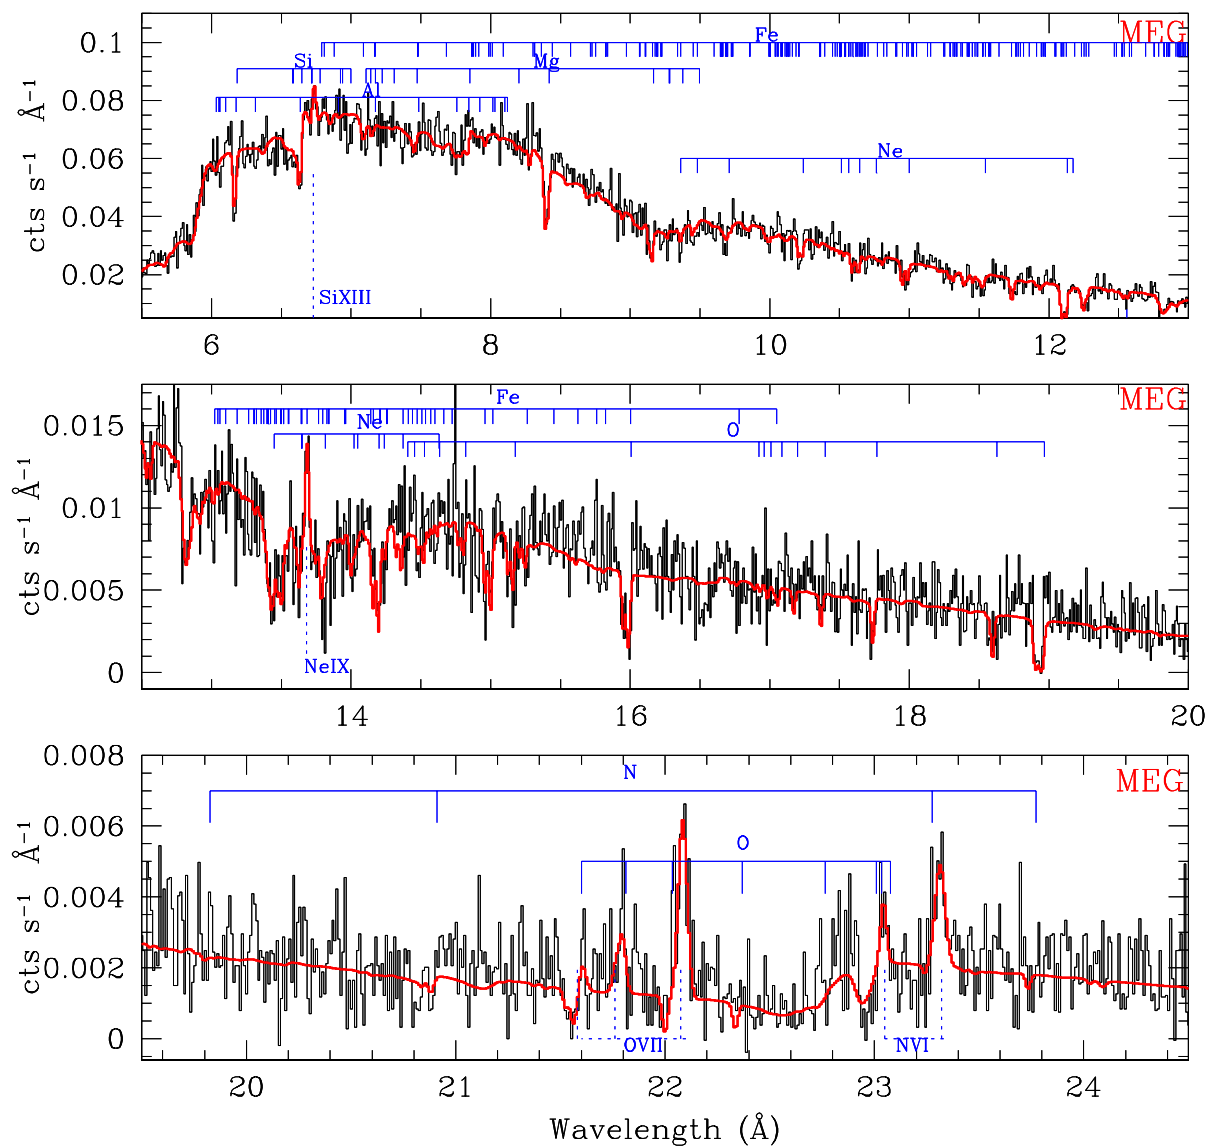 MEG
Fe
0.1
Si
Mg
Al
0.08
0.06
Ne
0.04
0.02
cts s⁻¹ Å⁻¹
SiXIII
6 8 10 12
MEG
Fe
0.015
Ne
O
0.01
0.005
0
cts s⁻¹ Å⁻¹
NeIX
14 16 18 20
0.008
MEG
N
0.006
O
0.004
0.002
0
cts s⁻¹ Å⁻¹
OVII
NVI
20 21 22 23 24
Wavelength (Å)